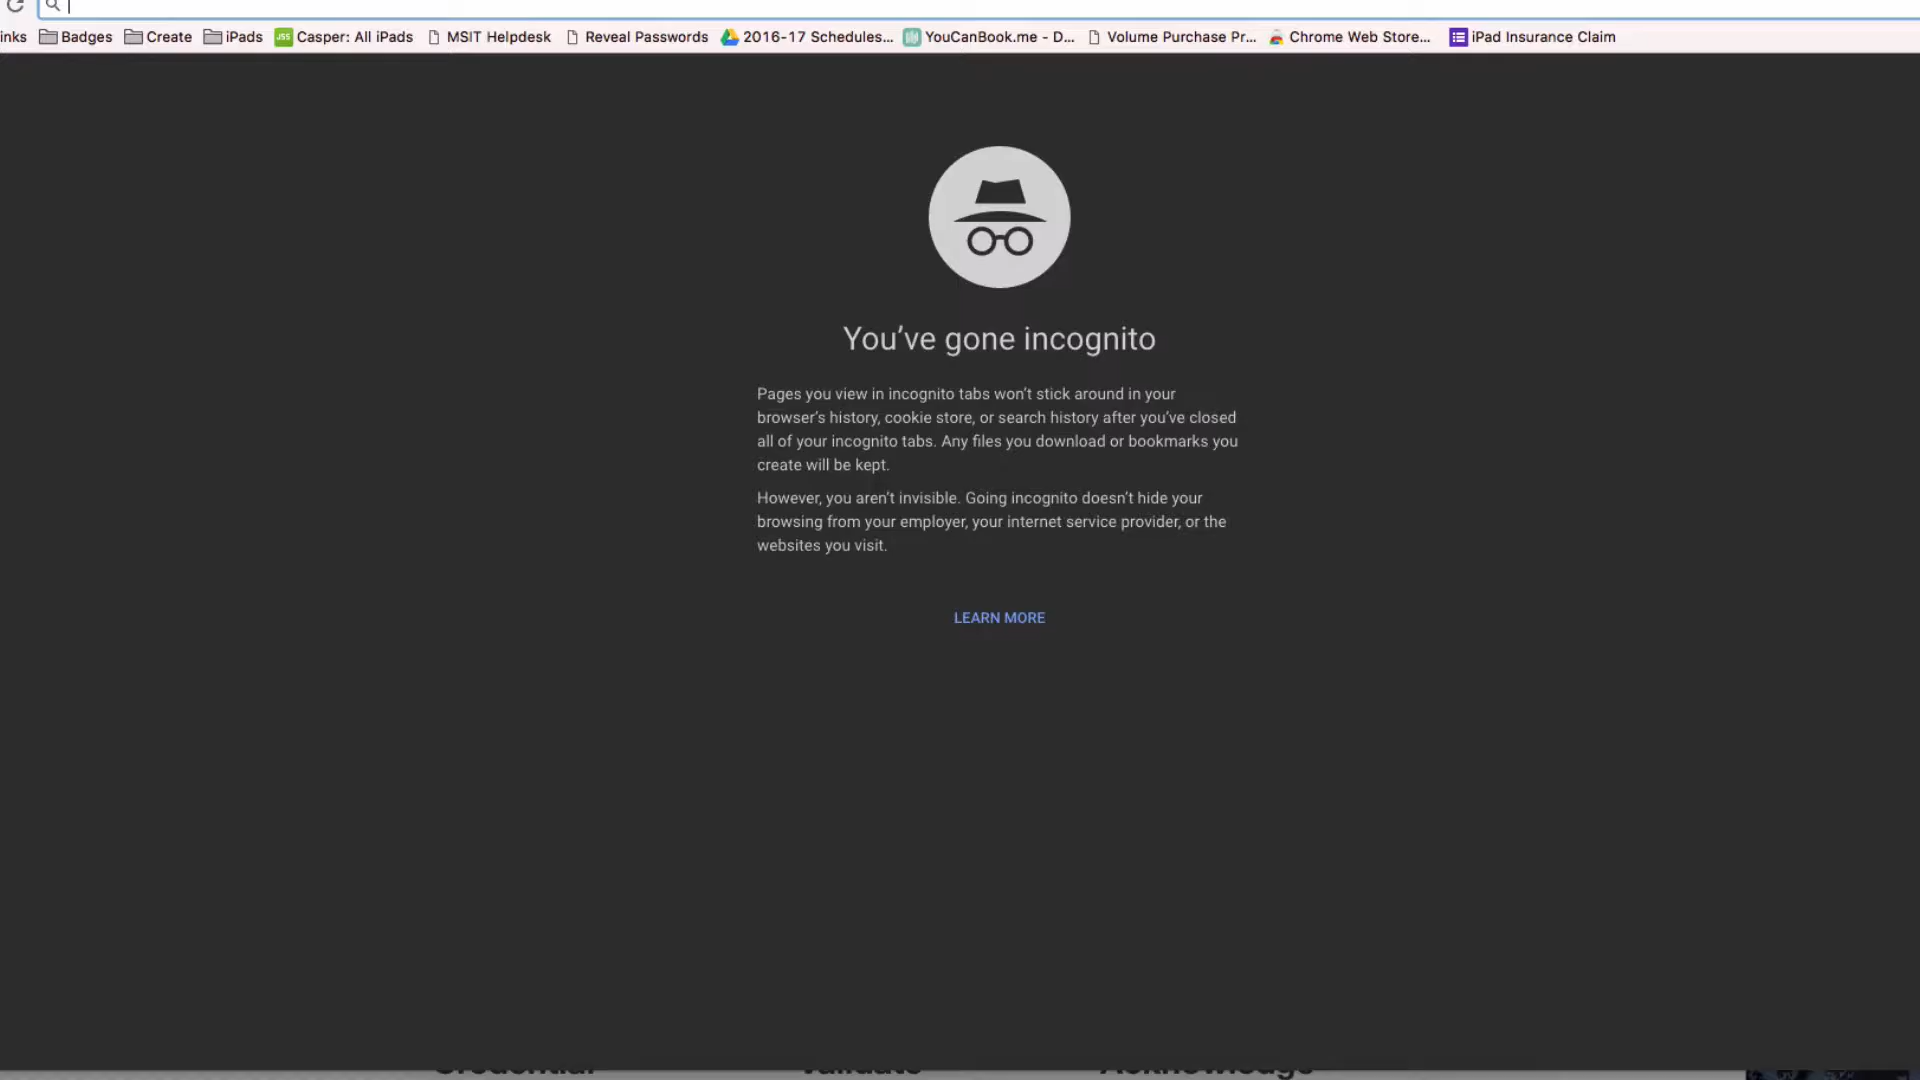 inks Badges Create iPads JSS Casper: All iPads MSIT Helpdesk Reveal Passwords 2016-17 Schedules... YouCanBook.me - D... Volume Purchase Pr... Chrome Web Store... iPad Insurance Claim
You’ve gone incognito
Pages you view in incognito tabs won’t stick around in your
browser’s history, cookie store, or search history after you’ve closed
all of your incognito tabs. Any files you download or bookmarks you
create will be kept.
However, you aren’t invisible. Going incognito doesn’t hide your
browsing from your employer, your internet service provider, or the
websites you visit.
LEARN MORE
Credential Validate Acknowledge